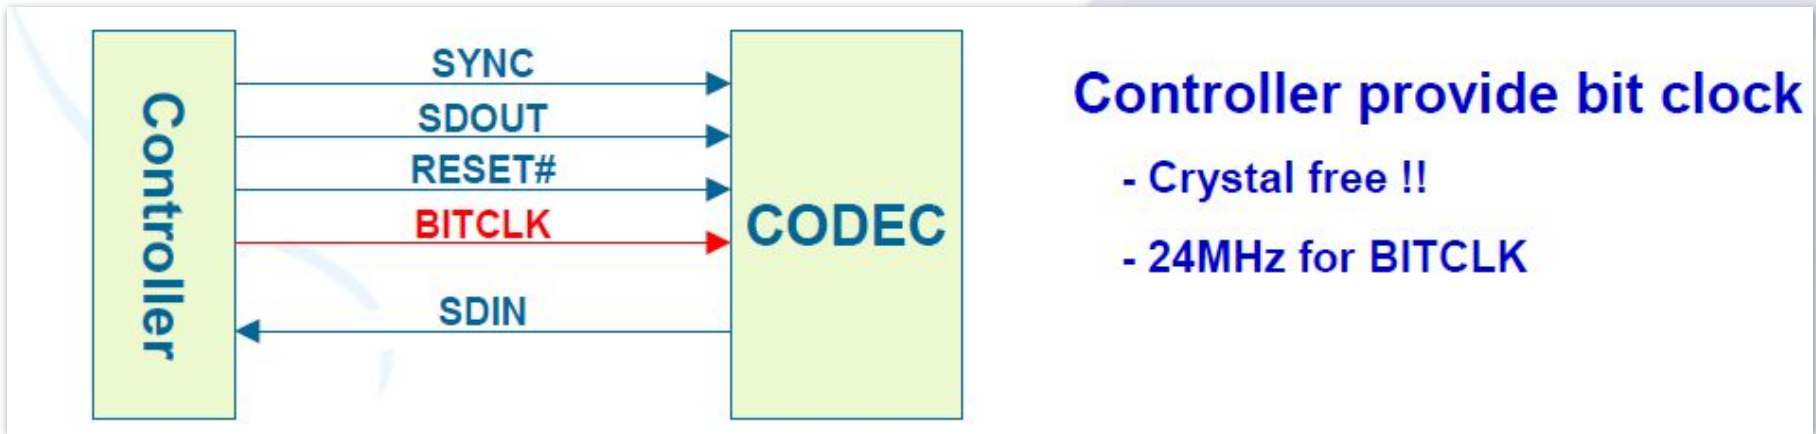 Controller
SYNC
SDOUT
RESET#
BITCLK
SDIN
CODEC
Controller provide bit clock
- Crystal free !!
- 24MHz for BITCLK